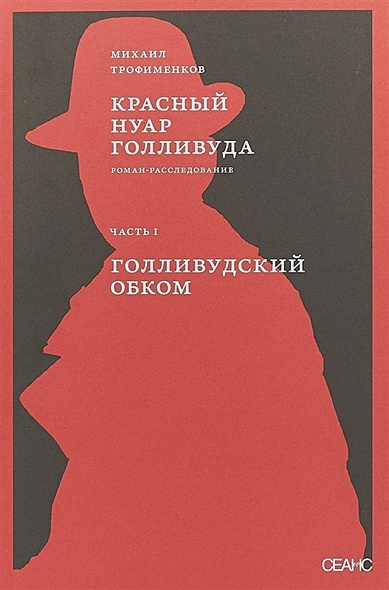 МИХАИЛ
ТРОФИМЕНКОВ
КРАСНЫЙ
НУАР
ГОЛЛИВУДА
РОМАН-РАССЛЕДОВАНИЕ
ЧАСТЬ I
ГОЛЛИВУДСКИЙ
ОБКОМ
СЕАНС